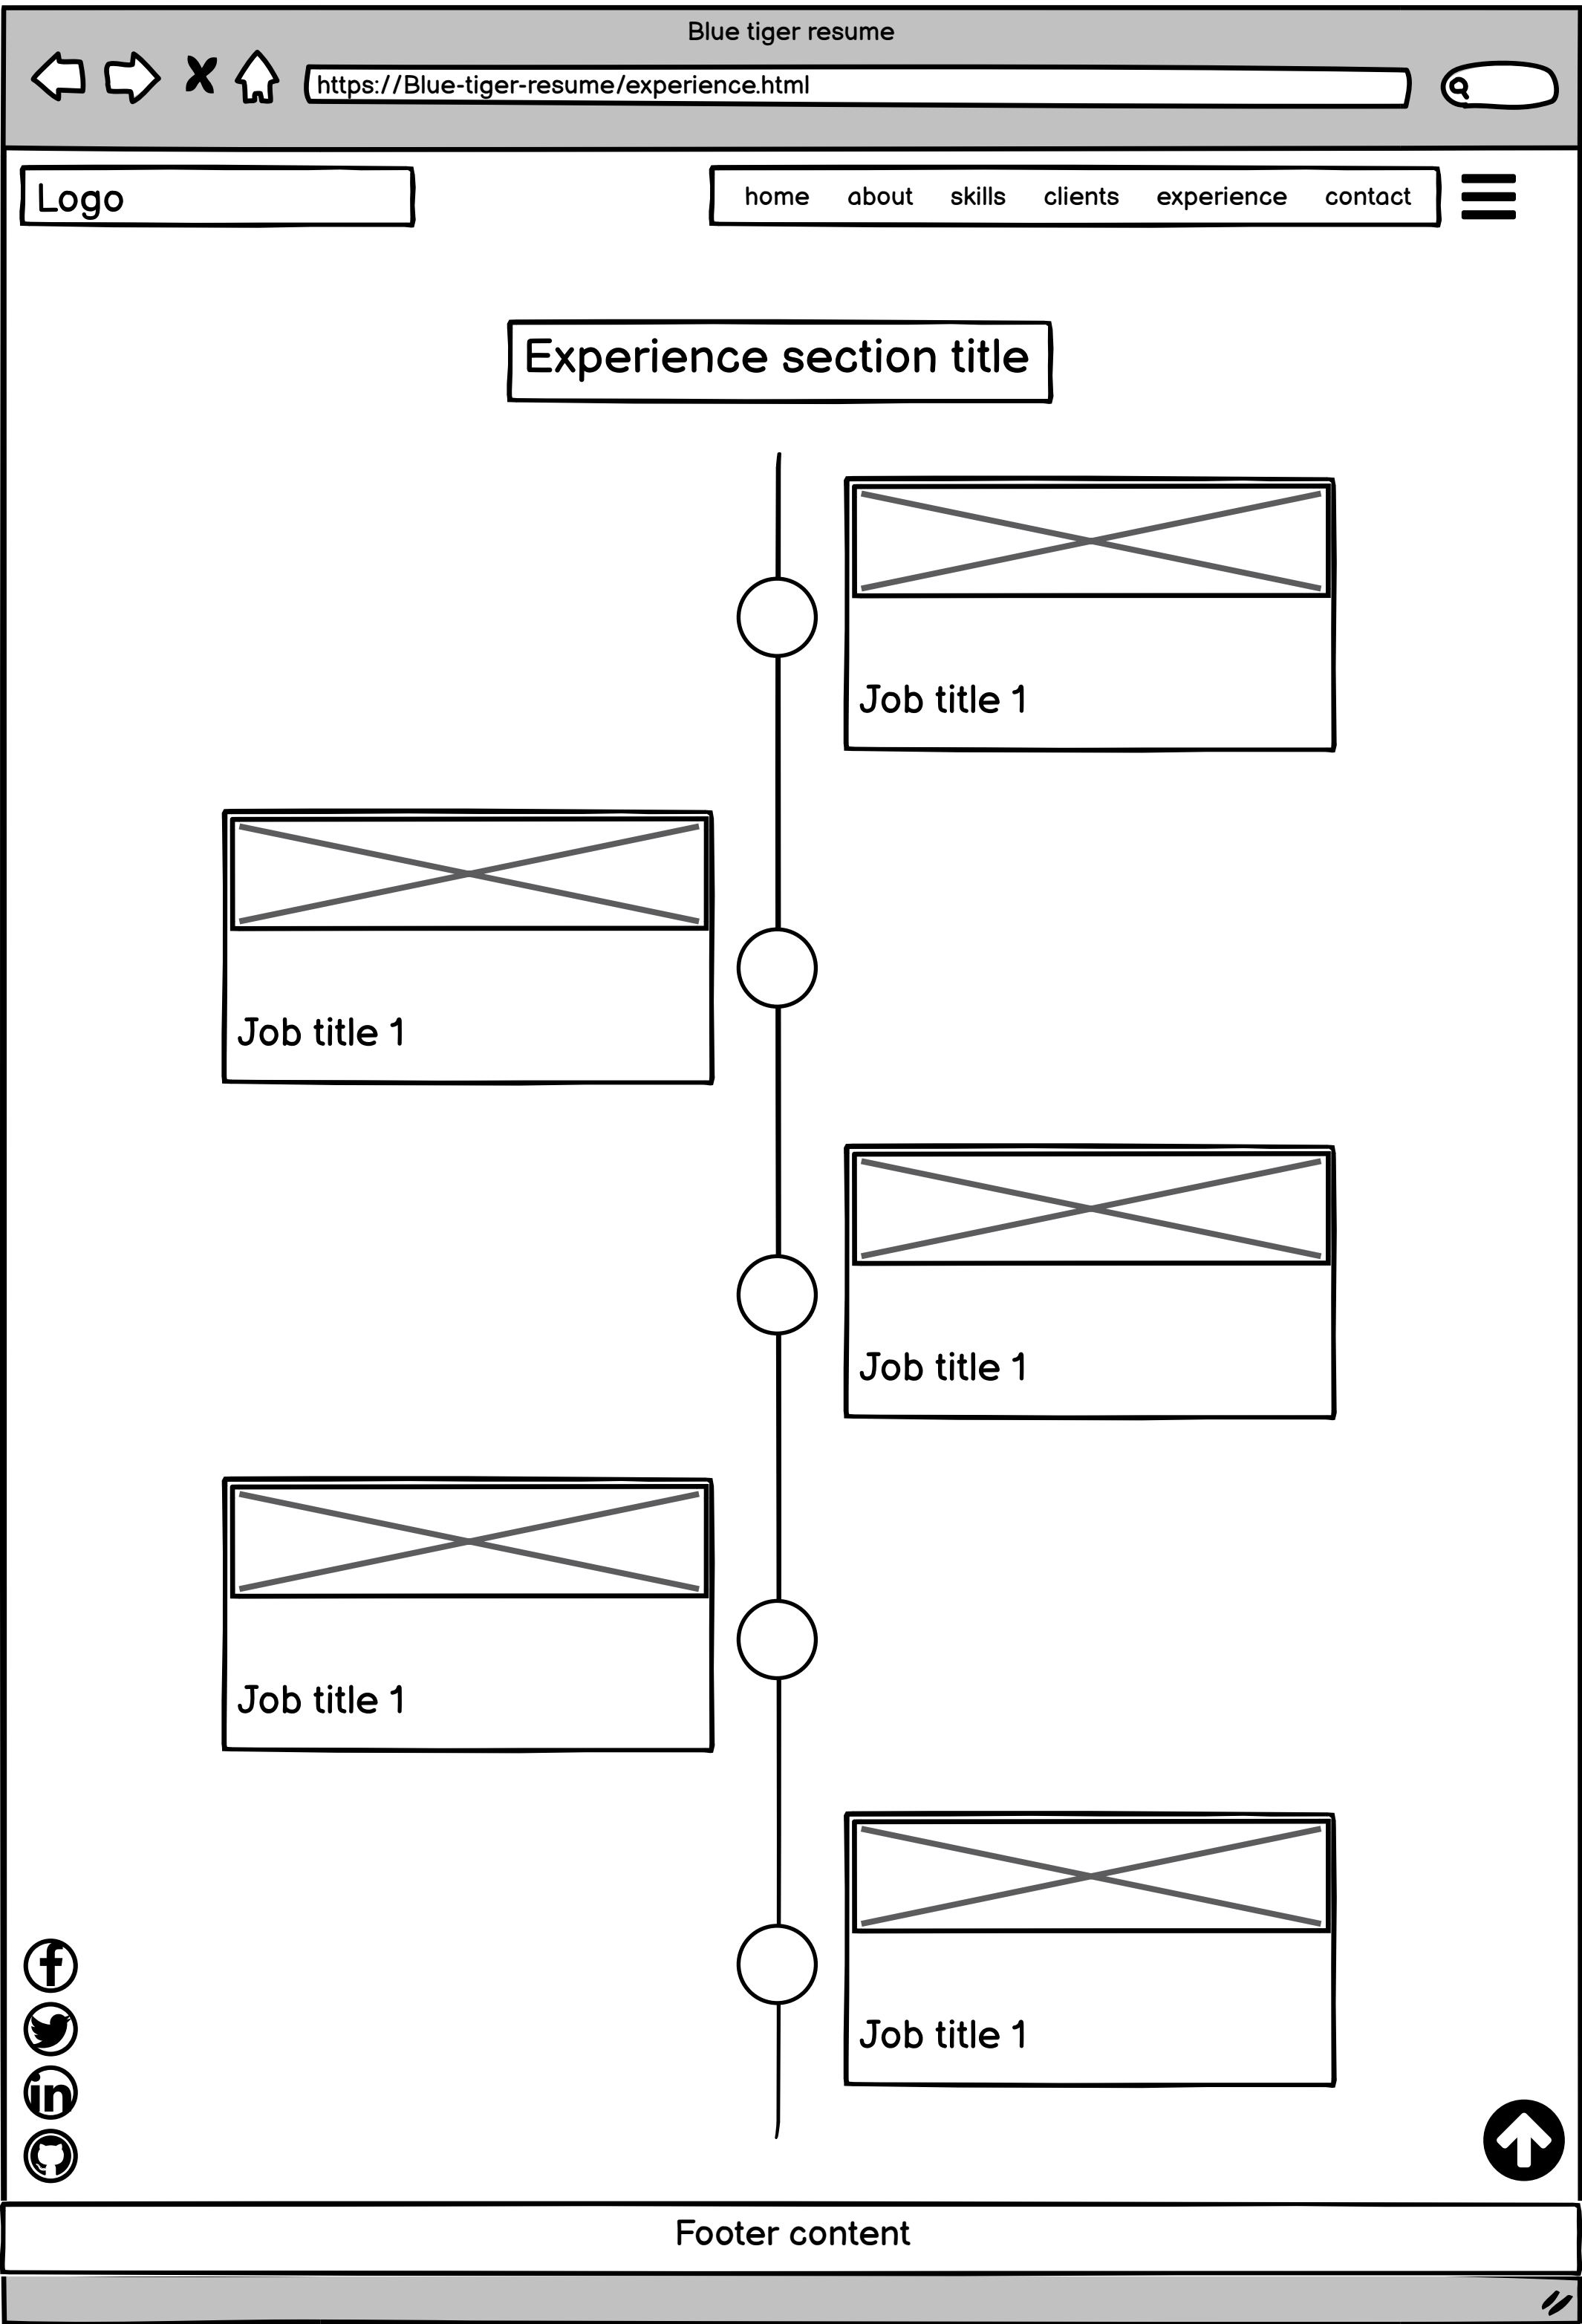 Blue tiger resume
https://Blue-tiger-resume/experience.html
Logo
home about skills clients experience contact
Experience section title
Job title 1
Job title 1
Job title 1
Job title 1
Job title 1
f
in
Footer content